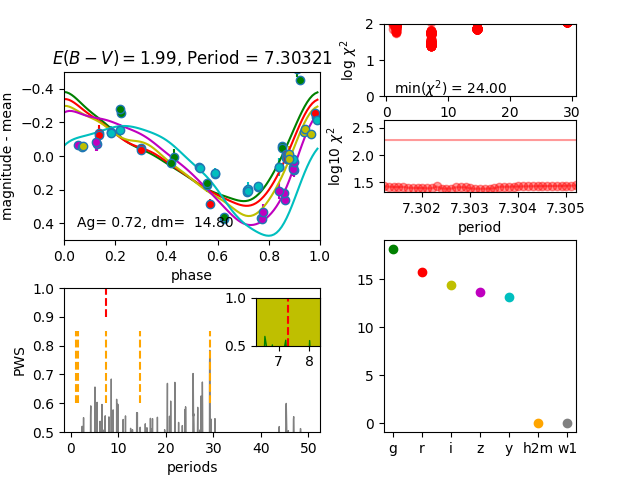 E(B − V) = 1.99, Period = 7.30321
−0.4
−0.2
0.0
0.2
0.4
magnitude - mean
Ag= 0.72, dm= 14.80
0.0 0.2 0.4 0.6 0.8 1.0
phase
2
1
0
log χ²
min(χ²) = 24.00
0 10 20 30
2.5
2.0
1.5
log10 χ²
7.302 7.303 7.304 7.305
period
1.0
0.9
0.8
0.7
0.6
0.5
PWS
1.0
0.5
7 8
0 10 20 30 40 50
periods
15
10
5
0
g r i z y h2m w1